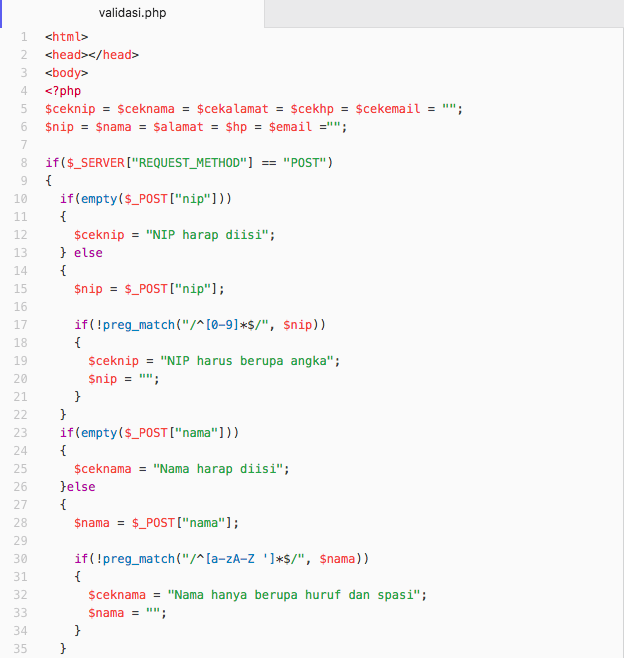 validasi.php
1 <html>
2 <head></head>
3 <body>
4 <?php
5 $ceknip = $ceknama = $cekalamat = $cekhp = $cekemail = "";
6 $nip = $nama = $alamat = $hp = $email ="";
7
8 if($_SERVER["REQUEST_METHOD"] == "POST")
9 {
10   if(empty($_POST["nip"]))
11   {
12     $ceknip = "NIP harap diisi";
13   } else
14   {
15     $nip = $_POST["nip"];
16
17     if(!preg_match("/^[0-9]*$/", $nip))
18     {
19       $ceknip = "NIP harus berupa angka";
20       $nip = "";
21     }
22   }
23   if(empty($_POST["nama"]))
24   {
25     $ceknama = "Nama harap diisi";
26   }else
27   {
28     $nama = $_POST["nama"];
29
30     if(!preg_match("/^[a-zA-Z ']*$/", $nama))
31     {
32       $ceknama = "Nama hanya berupa huruf dan spasi";
33       $nama = "";
34     }
35   }